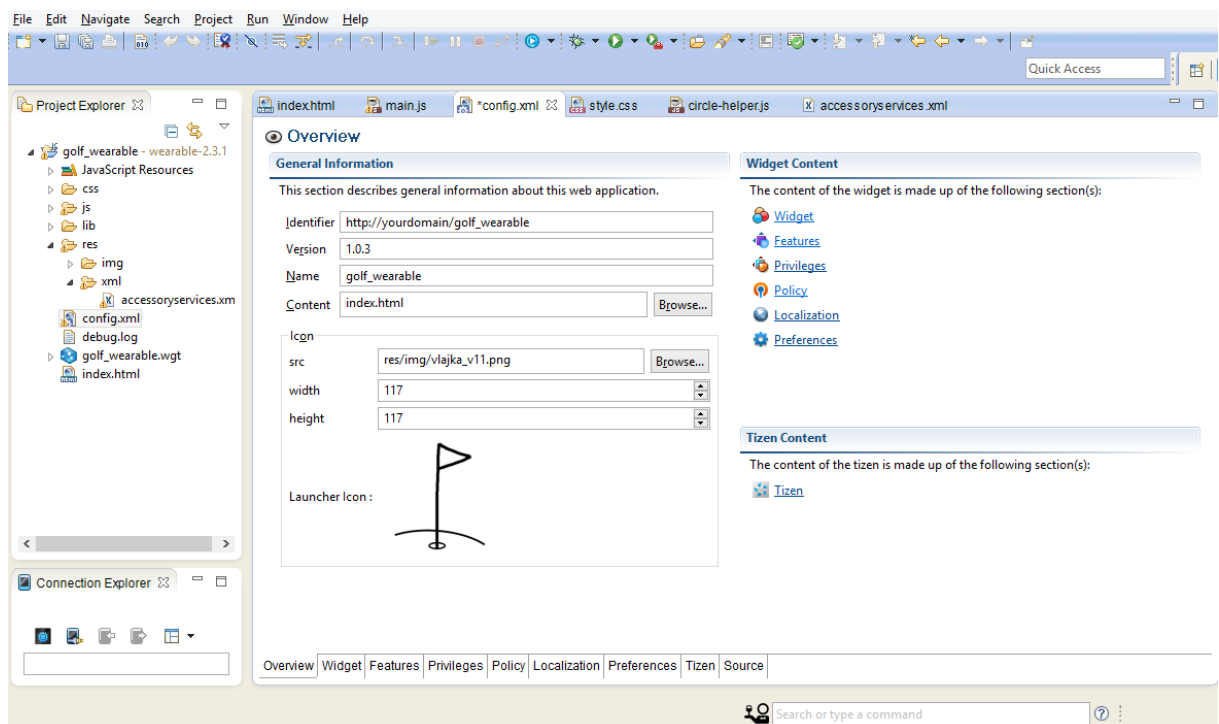 File Edit Navigate Search Project Run Window Help
Quick Access
Project Explorer
golf_wearable - wearable-2.3.1
JavaScript Resources
css
js
lib
res
img
xml
accessoryservices.xm
config.xml
debug.log
golf_wearable.wgt
index.html
Connection Explorer
index.html main.js *config.xml style.css circle-helper.js accessoryservices.xml
Overview
General Information
This section describes general information about this web application.
Identifier http://yourdomain/golf_wearable
Version 1.0.3
Name golf_wearable
Content index.html Browse...
Icon
src res/img/vlajka_v11.png Browse...
width 117
height 117
Launcher Icon :
Widget Content
The content of the widget is made up of the following section(s):
Widget
Features
Privileges
Policy
Localization
Preferences
Tizen Content
The content of the tizen is made up of the following section(s):
Tizen
Overview Widget Features Privileges Policy Localization Preferences Tizen Source
Search or type a command